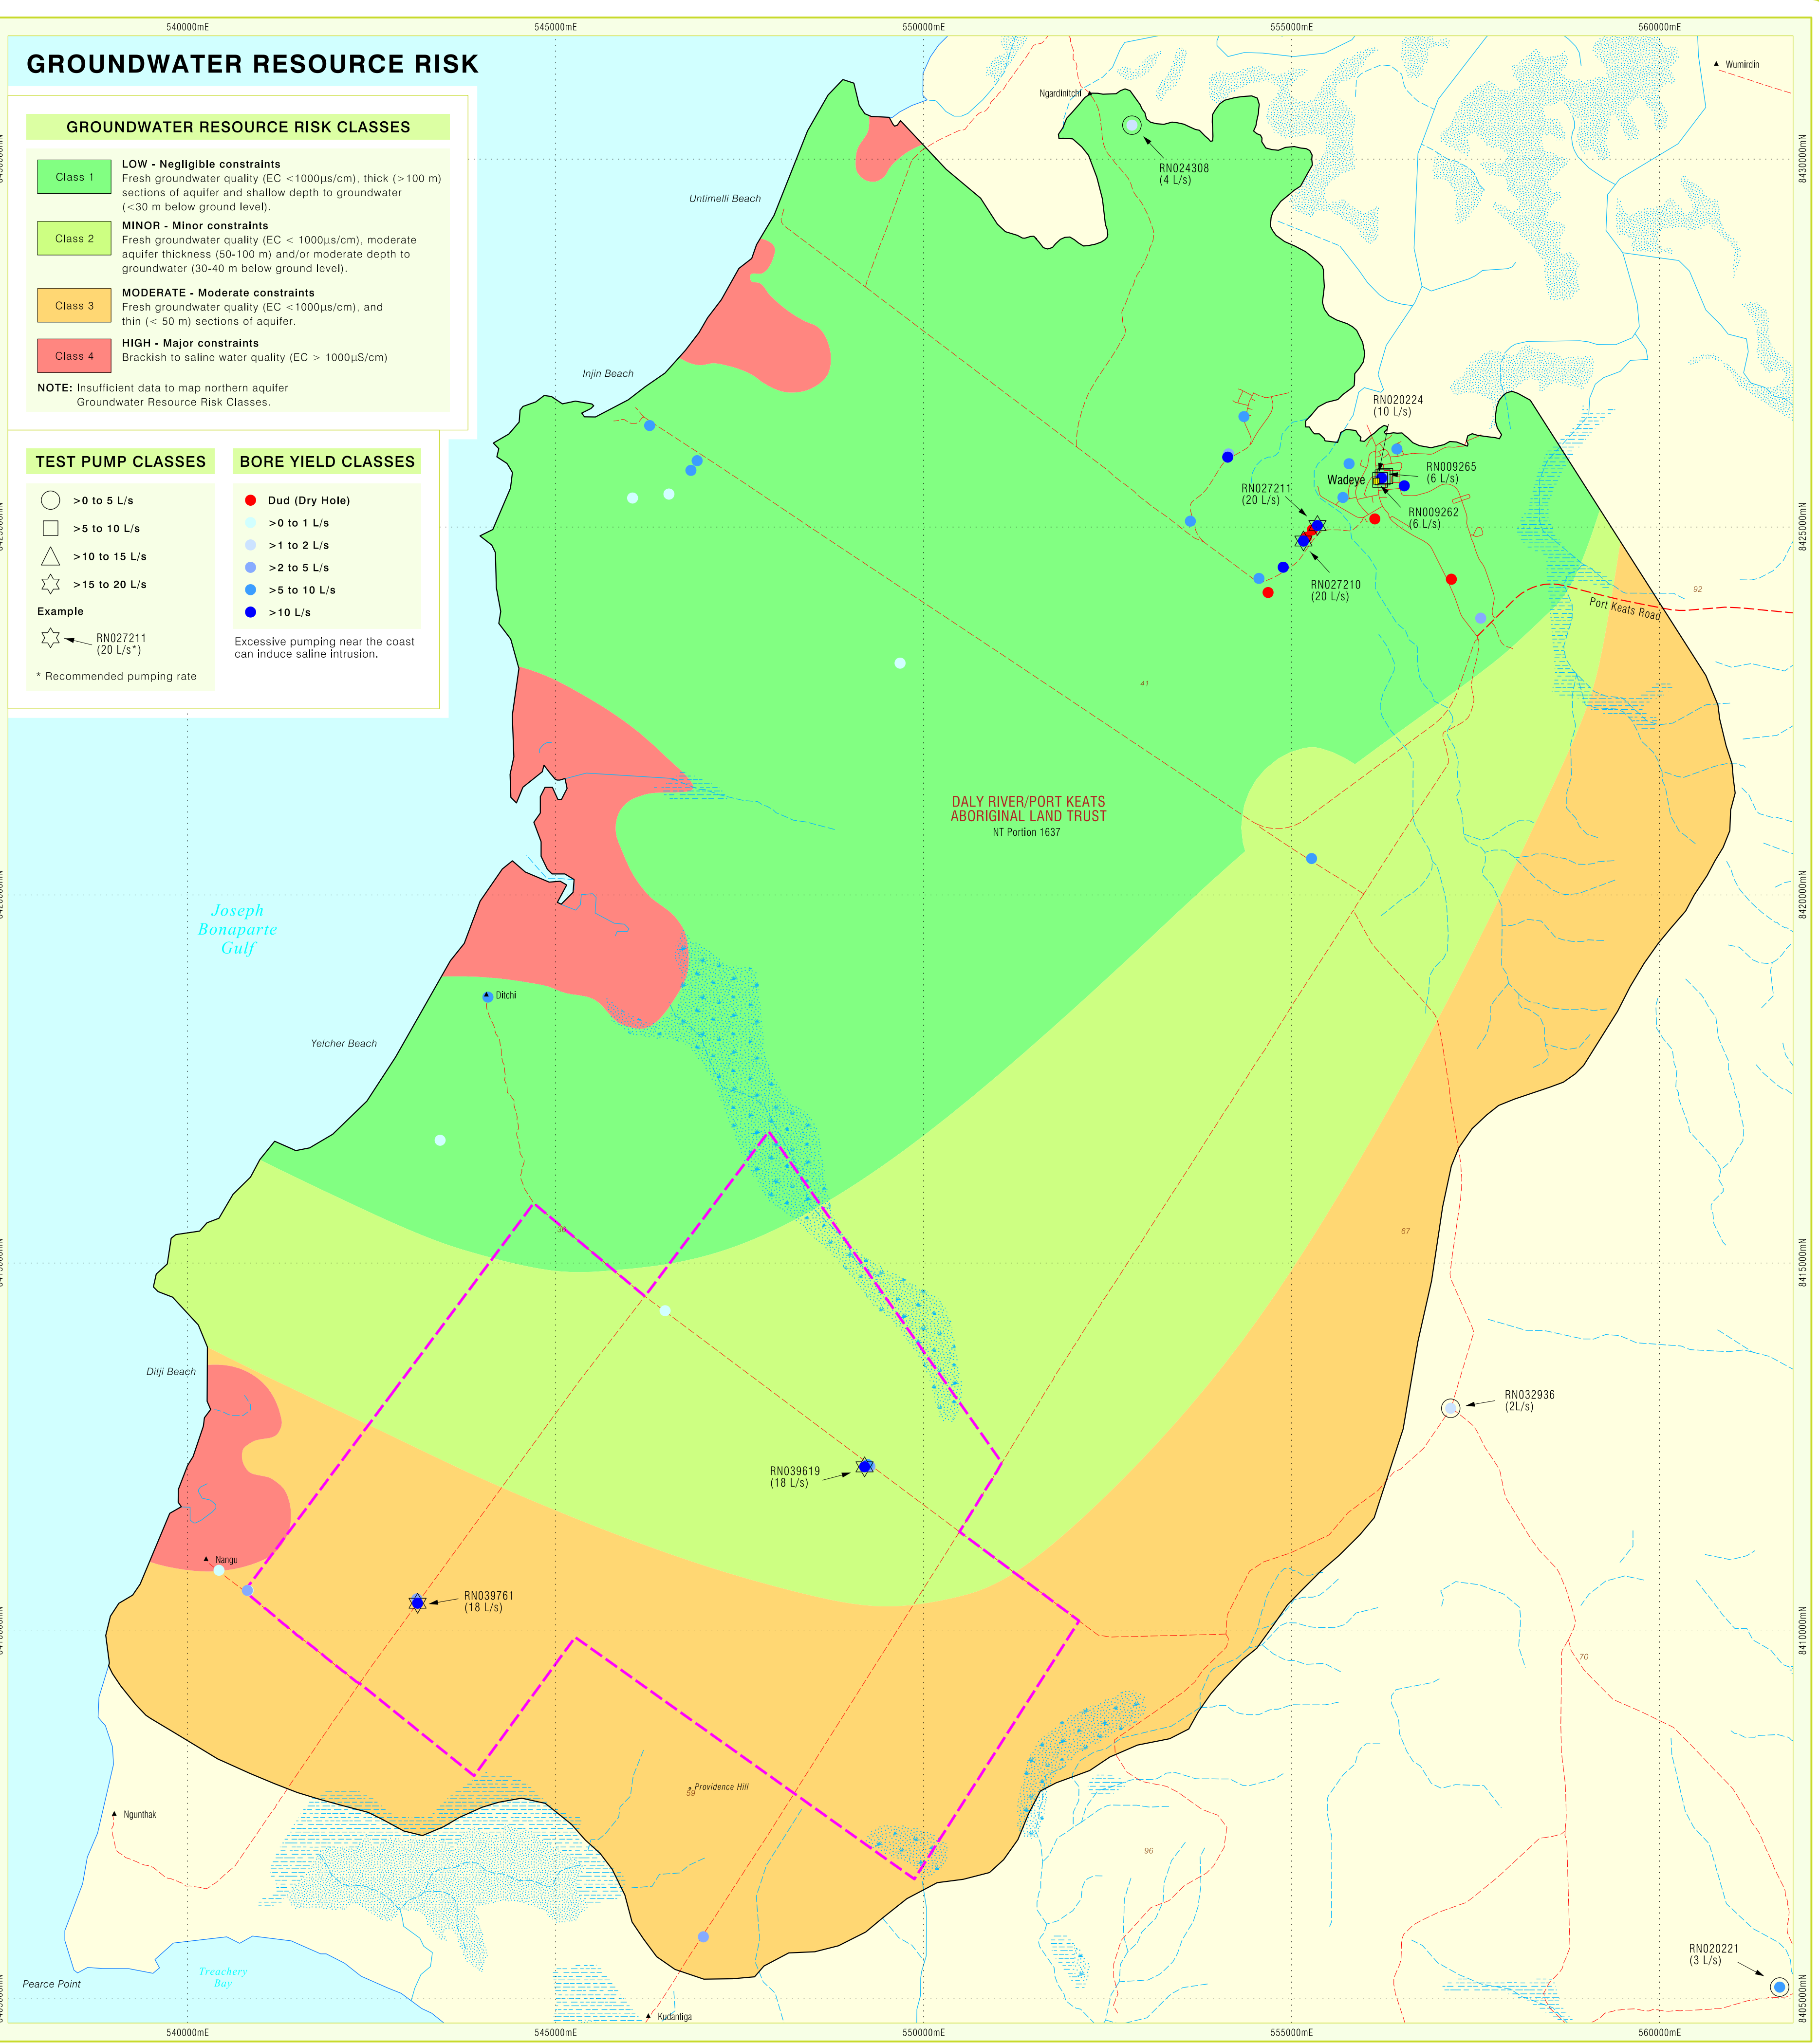 540000mE
545000mE
550000mE
555000mE
560000mE
GROUNDWATER RESOURCE RISK
GROUNDWATER RESOURCE RISK CLASSES
Class 1
LOW - Negligible constraints
Fresh groundwater quality (EC <1000µs/cm), thick (>100 m)
sections of aquifer and shallow depth to groundwater
(<30 m below ground level).
Class 2
MINOR - Minor constraints
Fresh groundwater quality (EC < 1000µs/cm), moderate
aquifer thickness (50-100 m) and/or moderate depth to
groundwater (30-40 m below ground level).
Class 3
MODERATE - Moderate constraints
Fresh groundwater quality (EC <1000µs/cm), and
thin (< 50 m) sections of aquifer.
Class 4
HIGH - Major constraints
Brackish to saline water quality (EC > 1000µS/cm)
NOTE: Insufficient data to map northern aquifer
Groundwater Resource Risk Classes.
TEST PUMP CLASSES
>0 to 5 L/s
>5 to 10 L/s
>10 to 15 L/s
>15 to 20 L/s
Example
RN027211
(20 L/s*)
* Recommended pumping rate
BORE YIELD CLASSES
Dud (Dry Hole)
>0 to 1 L/s
>1 to 2 L/s
>2 to 5 L/s
>5 to 10 L/s
>10 L/s
Excessive pumping near the coast
can induce saline intrusion.
Wumirdin
Ngardinitchi
RN024308
(4 L/s)
8430000mN
Untimelli Beach
Injin Beach
RN020224
(10 L/s)
RN009265
(6 L/s)
Wadeye
RN027211
(20 L/s)
RN009262
(6 L/s)
8425000mN
RN027210
(20 L/s)
92
Port Keats Road
41
DALY RIVER/PORT KEATS
ABORIGINAL LAND TRUST
NT Portion 1637
8420000mN
Joseph
Bonaparte
Gulf
Ditchi
Yelcher Beach
67
8415000mN
Ditji Beach
RN032936
(2L/s)
RN039619
(18 L/s)
Nangu
RN039761
(18 L/s)
8410000mN
70
Providence Hill
59
Ngunthak
96
RN020221
(3 L/s)
Treachery
Bay
Pearce Point
Kudantiga
8405000mN
540000mE
545000mE
550000mE
555000mE
560000mE